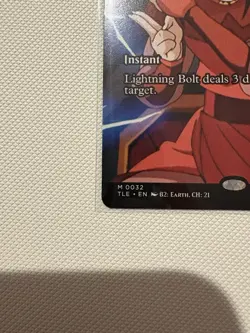 Instant
Lightning Bolt deals 3 d
target.
M 0032
TLE • EN B2: Earth, Ch: 21